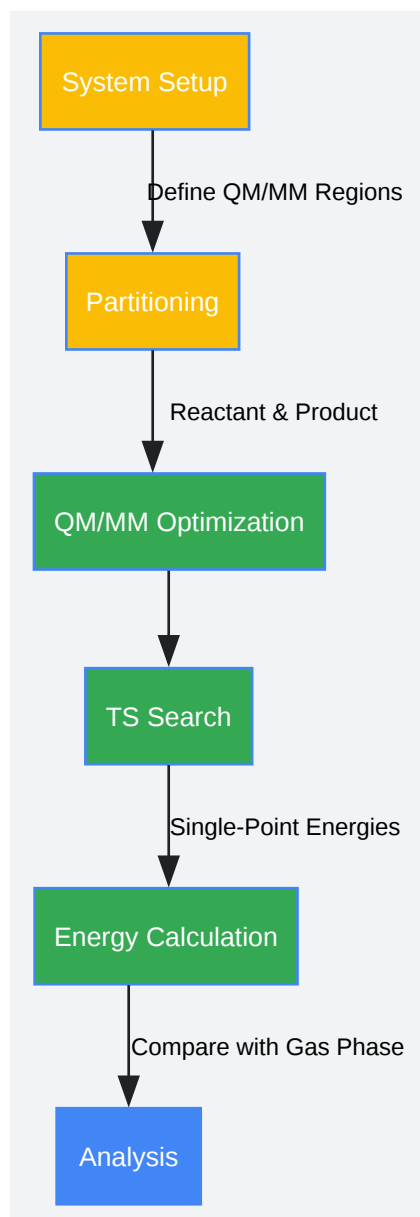 System Setup
Define QM/MM Regions
Partitioning
Reactant & Product
QM/MM Optimization
TS Search
Single-Point Energies
Energy Calculation
Compare with Gas Phase
Analysis